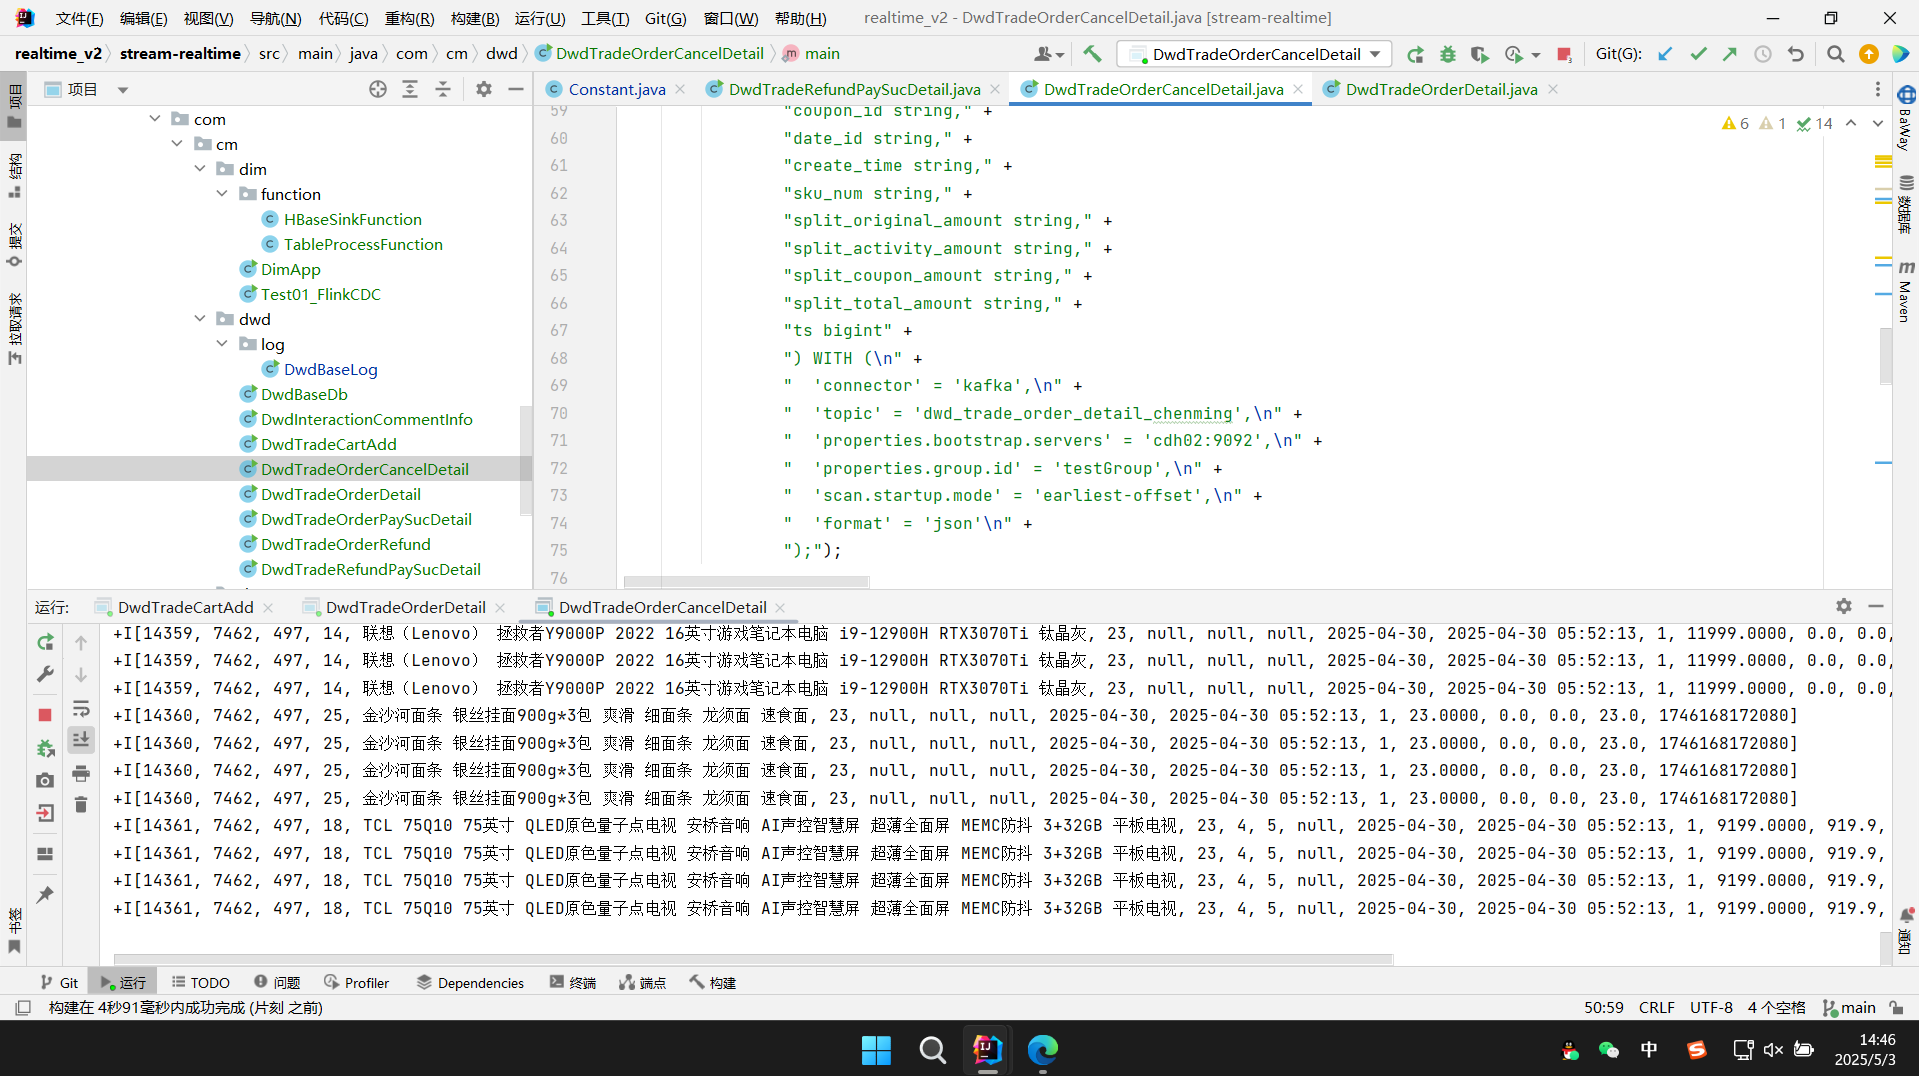 文件(F) 编辑(E) 视图(V) 导航(N) 代码(C) 重构(R) 构建(B) 运行(U) 工具(T) Git(G) 窗口(W) 帮助(H) realtime_v2 - DwdTradeOrderCancelDetail.java [stream-realtime]
realtime_v2 stream-realtime src main java com cm dwd DwdTradeOrderCancelDetail main DwdTradeOrderCancelDetail Git(G):
项目 Constant.java DwdTradeRefundPaySucDetail.java DwdTradeOrderCancelDetail.java DwdTradeOrderDetail.java
项目
结构
提交
拉取请求
书签
com
cm
dim
function
HBaseSinkFunction
TableProcessFunction
DimApp
Test01_FlinkCDC
dwd
log
DwdBaseLog
DwdBaseDb
DwdInteractionCommentInfo
DwdTradeCartAdd
DwdTradeOrderCancelDetail
DwdTradeOrderDetail
DwdTradeOrderPaySucDetail
DwdTradeOrderRefund
DwdTradeRefundPaySucDetail
6 1 14
59 "coupon_id string," +
60 "date_id string," +
61 "create_time string," +
62 "sku_num string," +
63 "split_original_amount string," +
64 "split_activity_amount string," +
65 "split_coupon_amount string," +
66 "split_total_amount string," +
67 "ts bigint" +
68 ") WITH (\n" +
69 "  'connector' = 'kafka',\n" +
70 "  'topic' = 'dwd_trade_order_detail_chenming',\n" +
71 "  'properties.bootstrap.servers' = 'cdh02:9092',\n" +
72 "  'properties.group.id' = 'testGroup',\n" +
73 "  'scan.startup.mode' = 'earliest-offset',\n" +
74 "  'format' = 'json'\n" +
75 ");");
76
BaWay
数据库
Maven
通知
运行: DwdTradeCartAdd DwdTradeOrderDetail DwdTradeOrderCancelDetail
+I[14359, 7462, 497, 14, 联想（Lenovo） 拯救者Y9000P 2022 16英寸游戏笔记本电脑 i9-12900H RTX3070Ti 钛晶灰, 23, null, null, null, 2025-04-30, 2025-04-30 05:52:13, 1, 11999.0000, 0.0, 0.0,
+I[14359, 7462, 497, 14, 联想（Lenovo） 拯救者Y9000P 2022 16英寸游戏笔记本电脑 i9-12900H RTX3070Ti 钛晶灰, 23, null, null, null, 2025-04-30, 2025-04-30 05:52:13, 1, 11999.0000, 0.0, 0.0,
+I[14359, 7462, 497, 14, 联想（Lenovo） 拯救者Y9000P 2022 16英寸游戏笔记本电脑 i9-12900H RTX3070Ti 钛晶灰, 23, null, null, null, 2025-04-30, 2025-04-30 05:52:13, 1, 11999.0000, 0.0, 0.0,
+I[14360, 7462, 497, 25, 金沙河面条 银丝挂面900g*3包 爽滑 细面条 龙须面 速食面, 23, null, null, null, 2025-04-30, 2025-04-30 05:52:13, 1, 23.0000, 0.0, 0.0, 23.0, 1746168172080]
+I[14360, 7462, 497, 25, 金沙河面条 银丝挂面900g*3包 爽滑 细面条 龙须面 速食面, 23, null, null, null, 2025-04-30, 2025-04-30 05:52:13, 1, 23.0000, 0.0, 0.0, 23.0, 1746168172080]
+I[14360, 7462, 497, 25, 金沙河面条 银丝挂面900g*3包 爽滑 细面条 龙须面 速食面, 23, null, null, null, 2025-04-30, 2025-04-30 05:52:13, 1, 23.0000, 0.0, 0.0, 23.0, 1746168172080]
+I[14360, 7462, 497, 25, 金沙河面条 银丝挂面900g*3包 爽滑 细面条 龙须面 速食面, 23, null, null, null, 2025-04-30, 2025-04-30 05:52:13, 1, 23.0000, 0.0, 0.0, 23.0, 1746168172080]
+I[14361, 7462, 497, 18, TCL 75Q10 75英寸 QLED原色量子点电视 安桥音响 AI声控智慧屏 超薄全面屏 MEMC防抖 3+32GB 平板电视, 23, 4, 5, null, 2025-04-30, 2025-04-30 05:52:13, 1, 9199.0000, 919.9,
+I[14361, 7462, 497, 18, TCL 75Q10 75英寸 QLED原色量子点电视 安桥音响 AI声控智慧屏 超薄全面屏 MEMC防抖 3+32GB 平板电视, 23, 4, 5, null, 2025-04-30, 2025-04-30 05:52:13, 1, 9199.0000, 919.9,
+I[14361, 7462, 497, 18, TCL 75Q10 75英寸 QLED原色量子点电视 安桥音响 AI声控智慧屏 超薄全面屏 MEMC防抖 3+32GB 平板电视, 23, 4, 5, null, 2025-04-30, 2025-04-30 05:52:13, 1, 9199.0000, 919.9,
+I[14361, 7462, 497, 18, TCL 75Q10 75英寸 QLED原色量子点电视 安桥音响 AI声控智慧屏 超薄全面屏 MEMC防抖 3+32GB 平板电视, 23, 4, 5, null, 2025-04-30, 2025-04-30 05:52:13, 1, 9199.0000, 919.9,
Git 运行 TODO 问题 Profiler Dependencies 终端 端点 构建
构建在 4秒91毫秒内成功完成 (片刻 之前) 50:59 CRLF UTF-8 4 个空格 main
中 14:46
2025/5/3